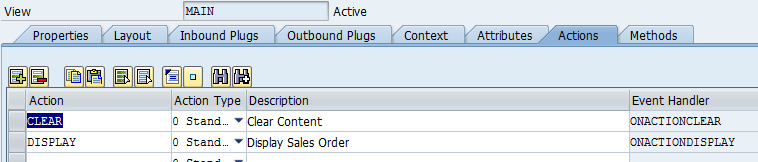 View MAIN Active
Properties Layout Inbound Plugs Outbound Plugs Context Attributes Actions Methods
Action Action Type Description Event Handler
CLEAR 0 Stand… Clear Content ONACTIONCLEAR
DISPLAY 0 Stand… Display Sales Order ONACTIONDISPLAY
0 Stand…